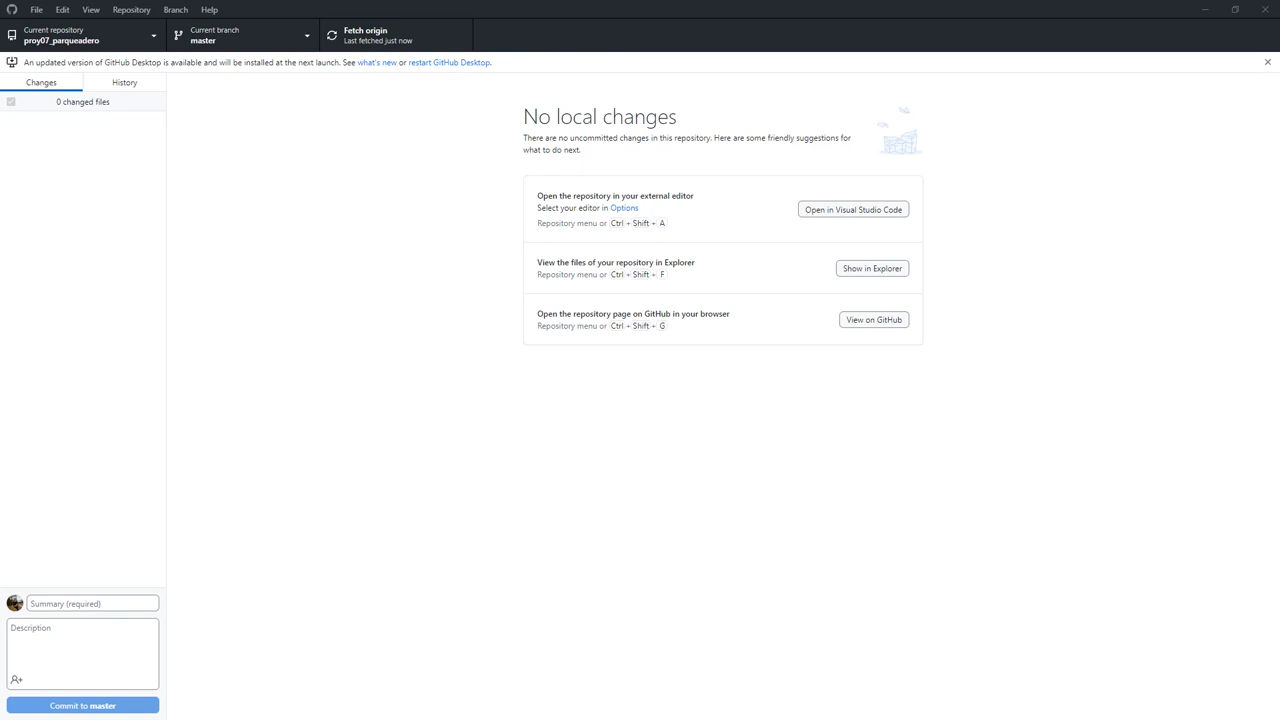 File Edit View Repository Branch Help
Current repository
proy07_parqueadero
Current branch
master
Fetch origin
Last fetched just now
An updated version of GitHub Desktop is available and will be installed at the next launch. See what's new or restart GitHub Desktop.
Changes History
0 changed files
No local changes
There are no uncommitted changes in this repository. Here are some friendly suggestions for
what to do next.
Open the repository in your external editor
Select your editor in Options
Repository menu or Ctrl + Shift + A
Open in Visual Studio Code
View the files of your repository in Explorer
Repository menu or Ctrl + Shift + F
Show in Explorer
Open the repository page on GitHub in your browser
Repository menu or Ctrl + Shift + G
View on GitHub
Summary (required)
Description
Commit to master